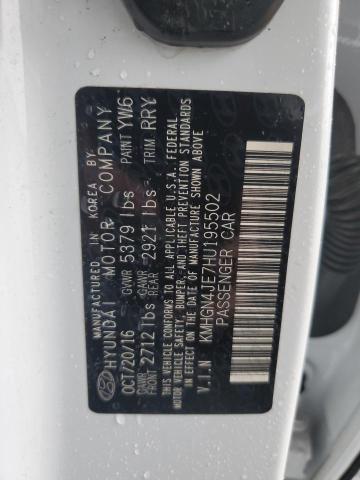 MANUFACTURED IN KOREA BY
HYUNDAI MOTOR COMPANY
OCT/20/16 GVWR 5379 lbs PAINT YW6
GAWR FRONT 2712 lbs GAWR REAR 2921 lbs TRIM RRY
THIS VEHICLE CONFORMS TO ALL APPLICABLE U.S.A. FEDERAL
MOTOR VEHICLE SAFETY, BUMPER, AND THEFT PREVENTION STANDARDS
IN EFFECT ON THE DATE OF MANUFACTURE SHOWN ABOVE
V.I.N KMHGN4JE7HU195502
PASSENGER CAR